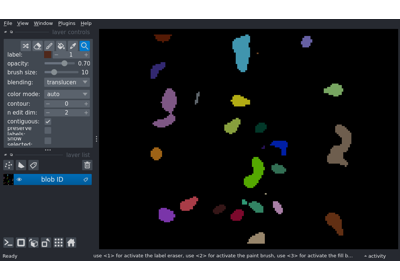 File View Window Plugins Help
layer controls
label: 1
opacity: 0.70
brush size: 10
blending: translucen
color mode: auto
contour: 0
n edit dim: 2
contiguous: ✓
preserve
labels:
show
selected:
layer list
blob ID
Ready
use <1> for activate the label eraser, use <2> for activate the paint brush, use <3> for activate the fill b...
activity